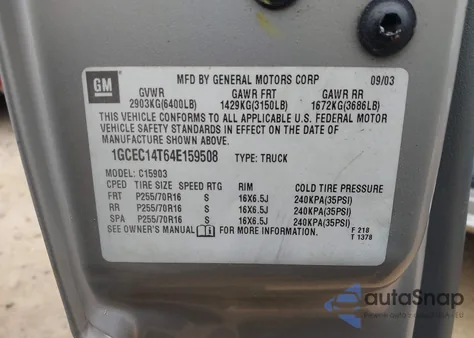 GM
MFD BY GENERAL MOTORS CORP 09/03
GVWR GAWR FRT GAWR RR
2903KG(6400LB) 1429KG(3150LB) 1672KG(3686LB)
THIS VEHICLE CONFORMS TO ALL APPLICABLE U.S. FEDERAL MOTOR
VEHICLE SAFETY STANDARDS IN EFFECT ON THE DATE OF
MANUFACTURE SHOWN ABOVE.
1GCEC14T64E159508 TYPE: TRUCK
MODEL: C15903
CPED TIRE SIZE SPEED RTG RIM COLD TIRE PRESSURE
FRT P255/70R16 S 16X6.5J 240KPA(35PSI)
RR P255/70R16 S 16X6.5J 240KPA(35PSI)
SPA P255/70R16 S 16X6.5J 240KPA(35PSI)
SEE OWNER'S MANUAL FOR MORE INFORMATION.
F 218
T 1378
autoSnap